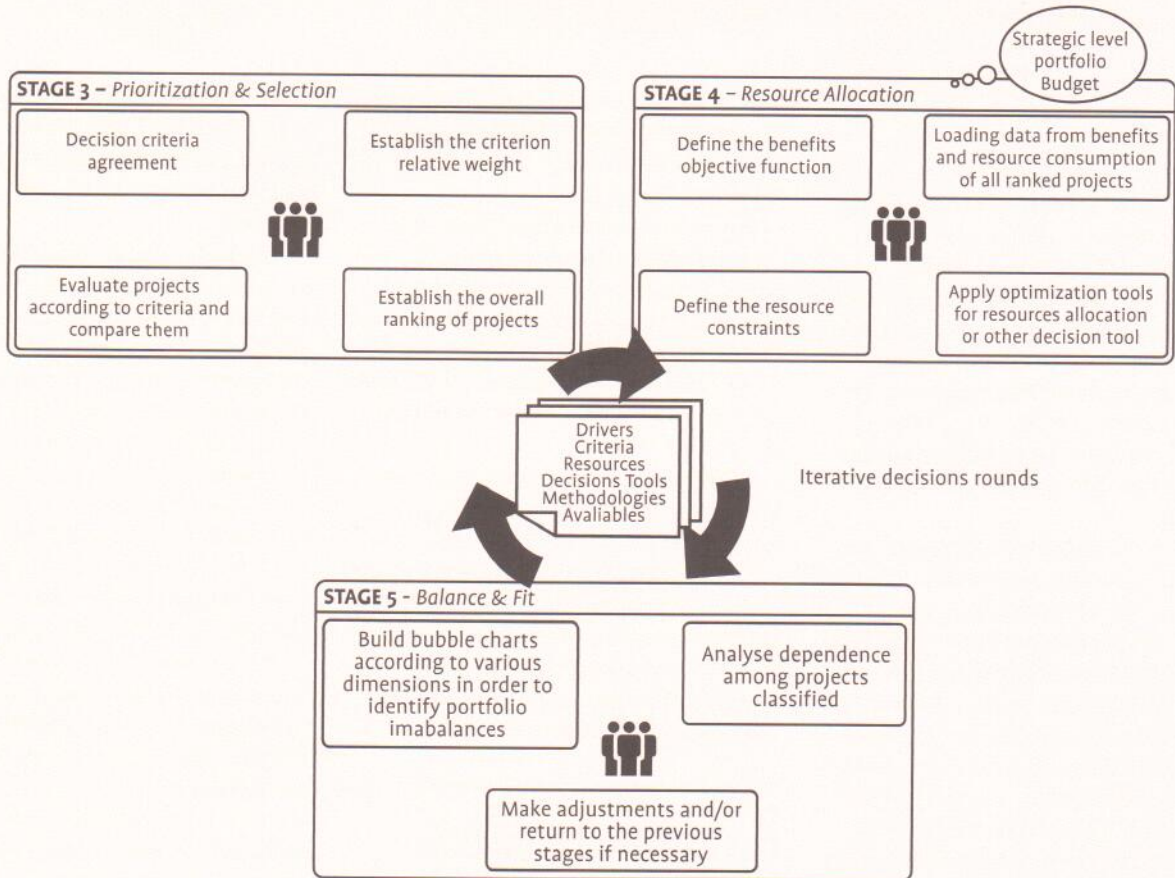 Strategic level
portfolio
Budget
STAGE 3 – Prioritization & Selection
Decision criteria
agreement
Establish the criterion
relative weight
Evaluate projects
according to criteria and
compare them
Establish the overall
ranking of projects
STAGE 4 – Resource Allocation
Define the benefits
objective function
Loading data from benefits
and resource consumption
of all ranked projects
Define the resource
constraints
Apply optimization tools
for resources allocation
or other decision tool
Drivers
Criteria
Resources
Decisions Tools
Methodologies
Avaliables
Iterative decisions rounds
STAGE 5 - Balance & Fit
Build bubble charts
according to various
dimensions in order to
identify portfolio
imabalances
Analyse dependence
among projects
classified
Make adjustments and/or
return to the previous
stages if necessary